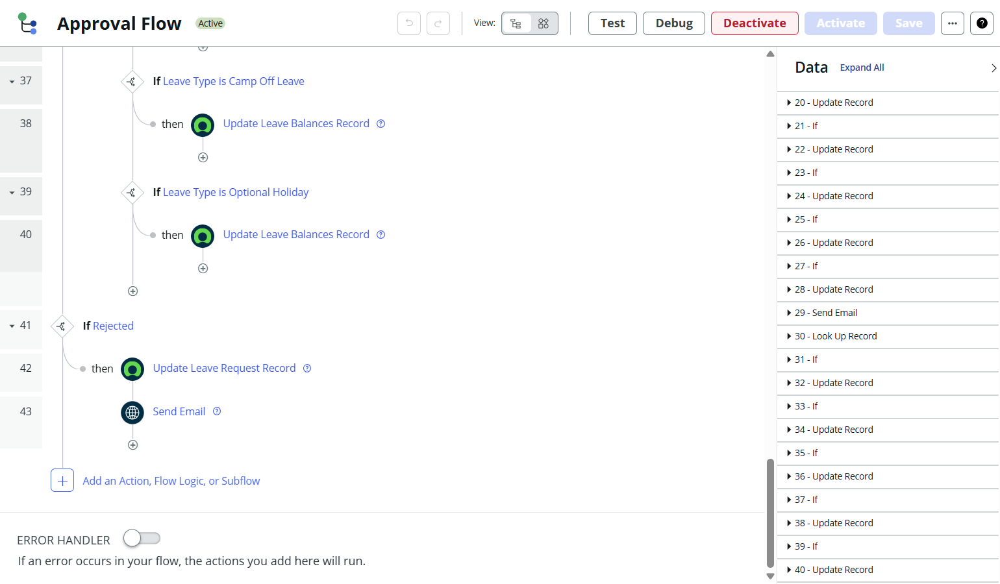 Approval Flow
Active
View:
Test
Debug
Deactivate
Activate
Save
37
If Leave Type is Camp Off Leave
38
then
Update Leave Balances Record
39
If Leave Type is Optional Holiday
40
then
Update Leave Balances Record
41
If Rejected
42
then
Update Leave Request Record
43
Send Email
Add an Action, Flow Logic, or Subflow
ERROR HANDLER
If an error occurs in your flow, the actions you add here will run.
Data
Expand All
20 - Update Record
21 - If
22 - Update Record
23 - If
24 - Update Record
25 - If
26 - Update Record
27 - If
28 - Update Record
29 - Send Email
30 - Look Up Record
31 - If
32 - Update Record
33 - If
34 - Update Record
35 - If
36 - Update Record
37 - If
38 - Update Record
39 - If
40 - Update Record